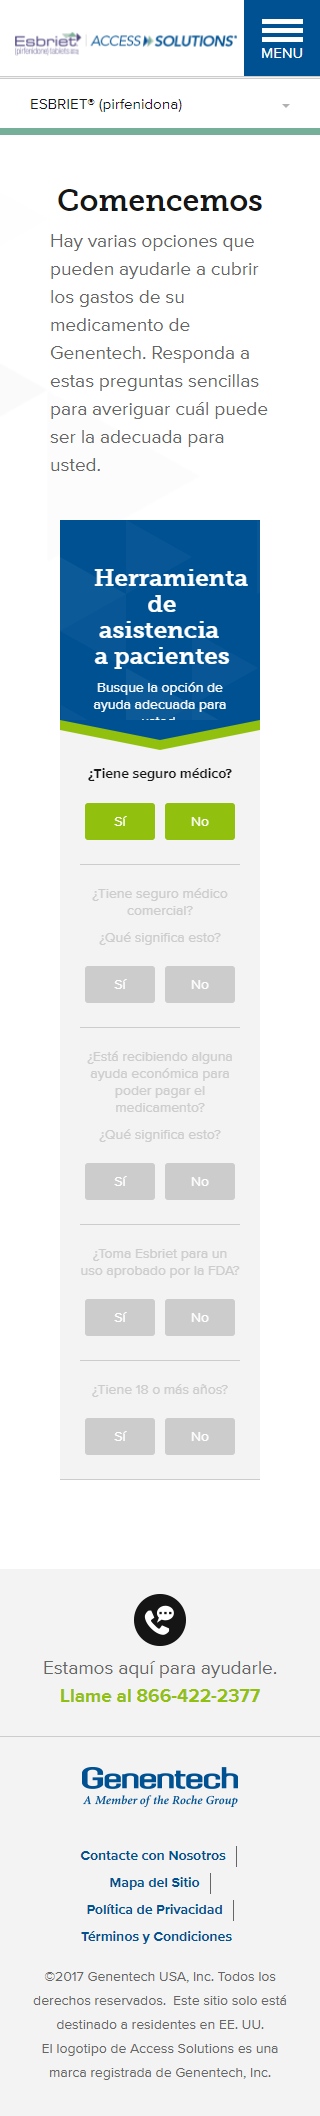 Esbriet | ACCESS SOLUTIONS®
(pirfenidone) tablets
MENU
ESBRIET® (pirfenidona)
Comencemos
Hay varias opciones que
pueden ayudarle a cubrir
los gastos de su
medicamento de
Genentech. Responda a
estas preguntas sencillas
para averiguar cuál puede
ser la adecuada para
usted.
Herramienta
de
asistencia
a pacientes
Busque la opción de
ayuda adecuada para
usted
¿Tiene seguro médico?
Sí No
¿Tiene seguro médico
comercial?
¿Qué significa esto?
Sí No
¿Está recibiendo alguna
ayuda económica para
poder pagar el
medicamento?
¿Qué significa esto?
Sí No
¿Toma Esbriet para un
uso aprobado por la FDA?
Sí No
¿Tiene 18 o más años?
Sí No
Estamos aquí para ayudarle.
Llame al 866-422-2377
Genentech
A Member of the Roche Group
Contacte con Nosotros
Mapa del Sitio
Política de Privacidad
Términos y Condiciones
©2017 Genentech USA, Inc. Todos los
derechos reservados. Este sitio solo está
destinado a residentes en EE. UU.
El logotipo de Access Solutions es una
marca registrada de Genentech, Inc.